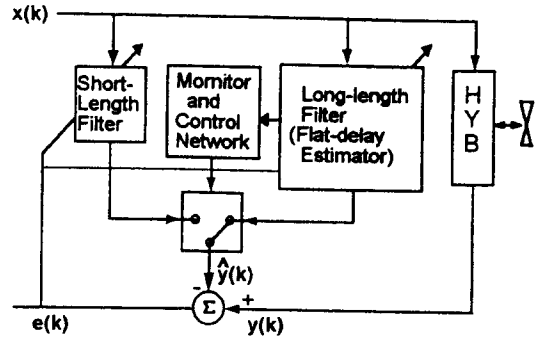 x(k)
Short-
Length
Filter
Mornitor
and
Control
Network
Long-length
Filter
(Flat-delay
Estimator)
H
Y
B
ŷ(k)
-
+
Σ
e(k)
y(k)